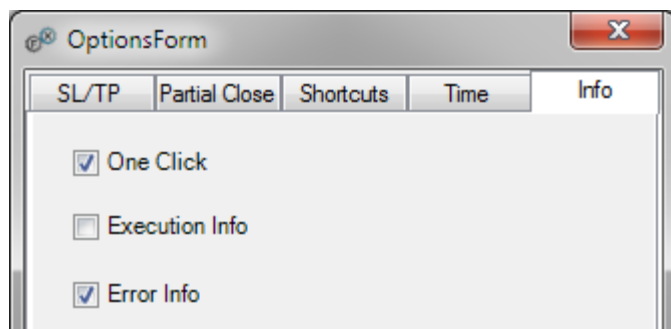 OptionsForm
SL/TP Partial Close Shortcuts Time Info
One Click
Execution Info
Error Info